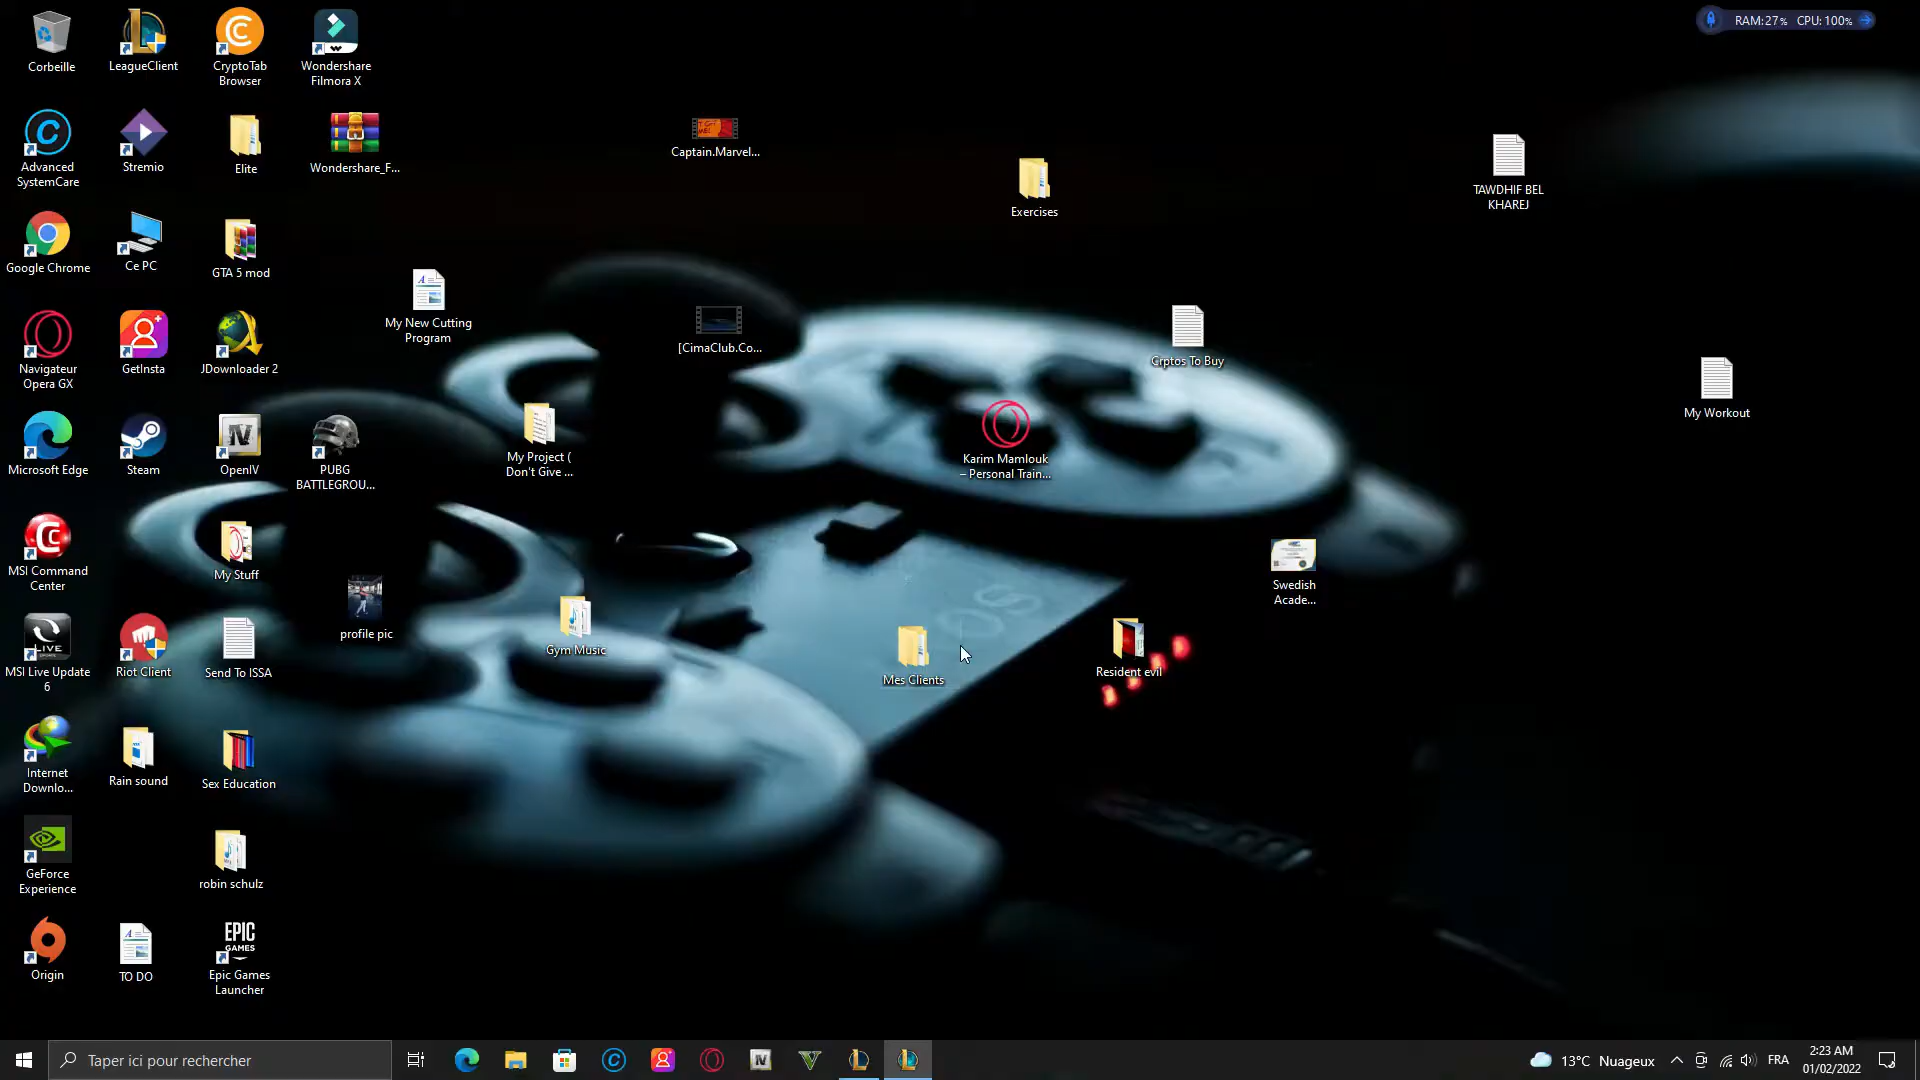 RAM:27% CPU:100%
Corbeille
LeagueClient
CryptoTab
Browser
Wondershare
Filmora X
Advanced
SystemCare
Stremio
Elite
Wondershare_F...
Captain.Marvel...
Exercises
TAWDHIF BEL
KHAREJ
Google Chrome
Ce PC
GTA 5 mod
My New Cutting
Program
[CimaClub.Co...
Crptos To Buy
Navigateur
Opera GX
GetInsta
JDownloader 2
My Workout
Microsoft Edge
Steam
OpenIV
PUBG
BATTLEGROU...
My Project (
Don't Give ...
Karim Mamlouk
– Personal Train...
MSI Command
Center
My Stuff
profile pic
Gym Music
Mes Clients
Resident evil
Swedish
Acade...
LIVE
MSI Live Update
6
Riot Client
Send To ISSA
Internet
Downlo...
Rain sound
Sex Education
GeForce
Experience
robin schulz
Origin
TO DO
EPIC
GAMES
Epic Games
Launcher
Taper ici pour rechercher
13°C Nuageux
FRA
2:23 AM
01/02/2022